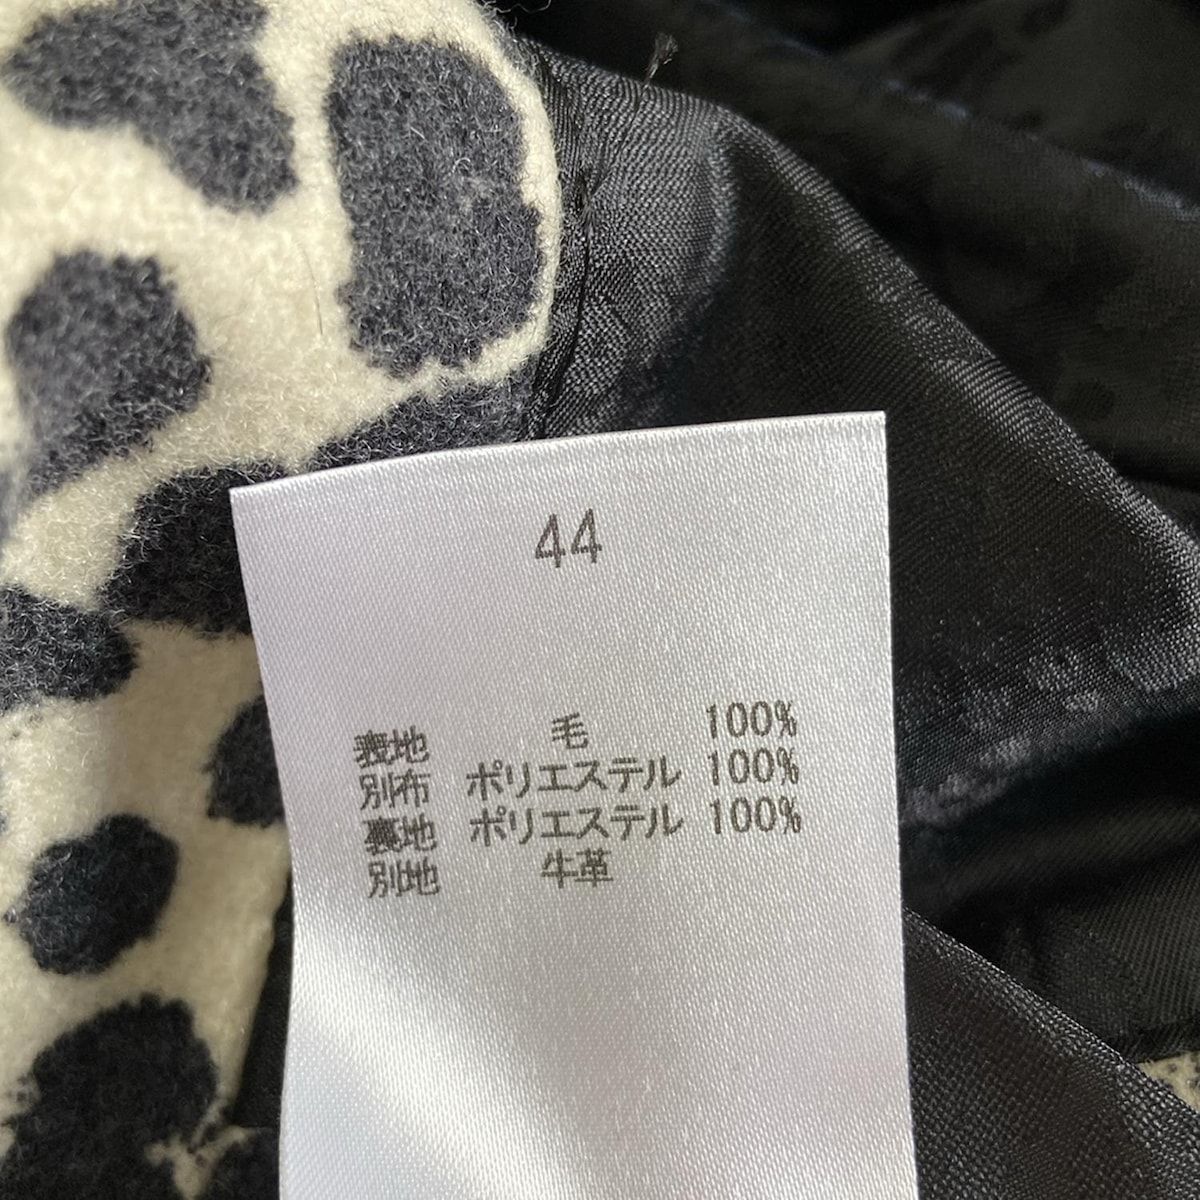 44
表地 毛 100%
別布 ポリエステル 100%
裏地 ポリエステル 100%
別地 牛革